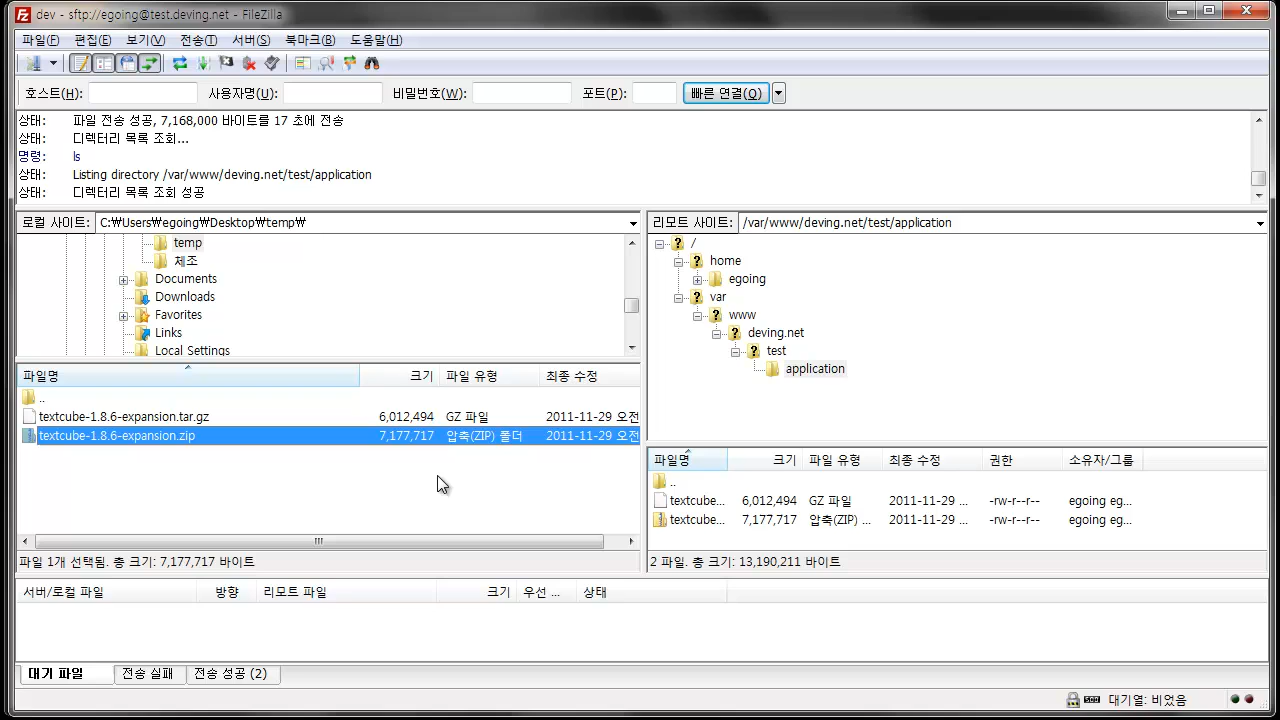 dev - sftp://egoing@test.deving.net - FileZilla
파일(F) 편집(E) 보기(V) 전송(T) 서버(S) 북마크(B) 도움말(H)
호스트(H): 사용자명(U): 비밀번호(W): 포트(P): 빠른 연결(Q)
상태: 파일 전송 성공, 7,168,000 바이트를 17 초에 전송
상태: 디렉터리 목록 조회...
명령: ls
상태: Listing directory /var/www/deving.net/test/application
상태: 디렉터리 목록 조회 성공
로컬 사이트: C:₩Users₩egoing₩Desktop₩temp₩
temp
체조
Documents
Downloads
Favorites
Links
Local Settings
파일명 크기 파일 유형 최종 수정
..
textcube-1.8.6-expansion.tar.gz 6,012,494 GZ 파일 2011-11-29 오전
textcube-1.8.6-expansion.zip 7,177,717 압축(ZIP) 폴더 2011-11-29 오전
파일 1개 선택됨. 총 크기: 7,177,717 바이트
리모트 사이트: /var/www/deving.net/test/application
/
home
egoing
var
www
deving.net
test
application
파일명 크기 파일 유형 최종 수정 권한 소유자/그룹
..
textcube... 6,012,494 GZ 파일 2011-11-29 ... -rw-r--r-- egoing eg...
textcube... 7,177,717 압축(ZIP) ... 2011-11-29 ... -rw-r--r-- egoing eg...
2 파일. 총 크기: 13,190,211 바이트
서버/로컬 파일 방향 리모트 파일 크기 우선 ... 상태
대기 파일 전송 실패 전송 성공 (2)
대기열: 비었음